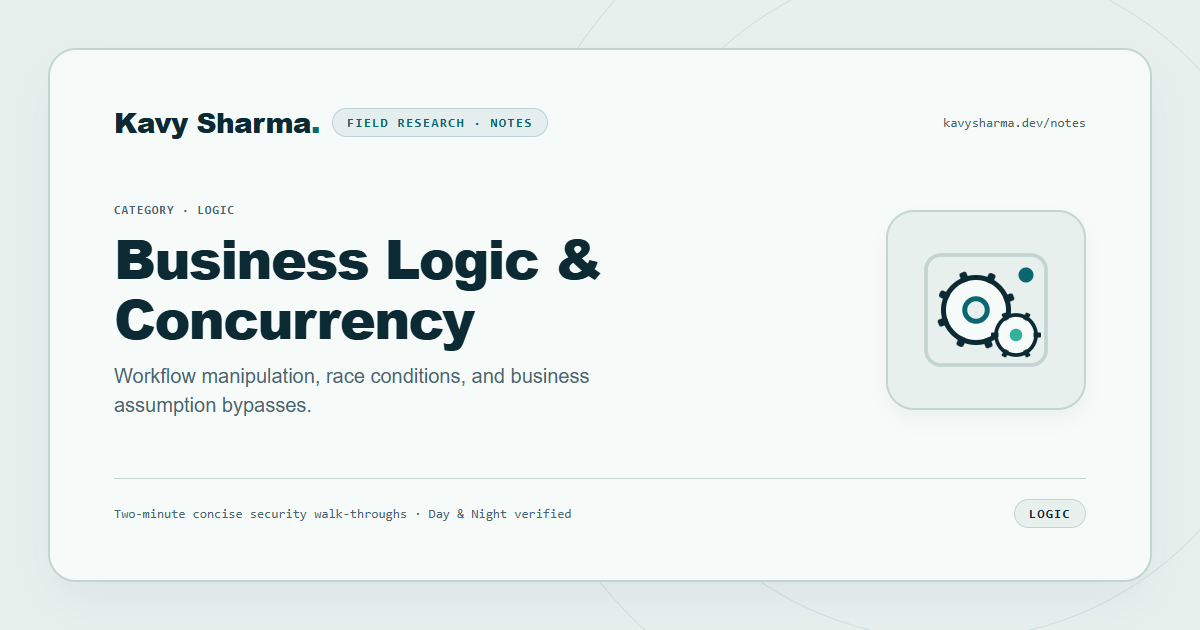 Kavy Sharma.
FIELD RESEARCH · NOTES
kavysharma.dev/notes
CATEGORY · LOGIC
Business Logic &
Concurrency
Workflow manipulation, race conditions, and business
assumption bypasses.
Two-minute concise security walk-throughs · Day & Night verified
LOGIC